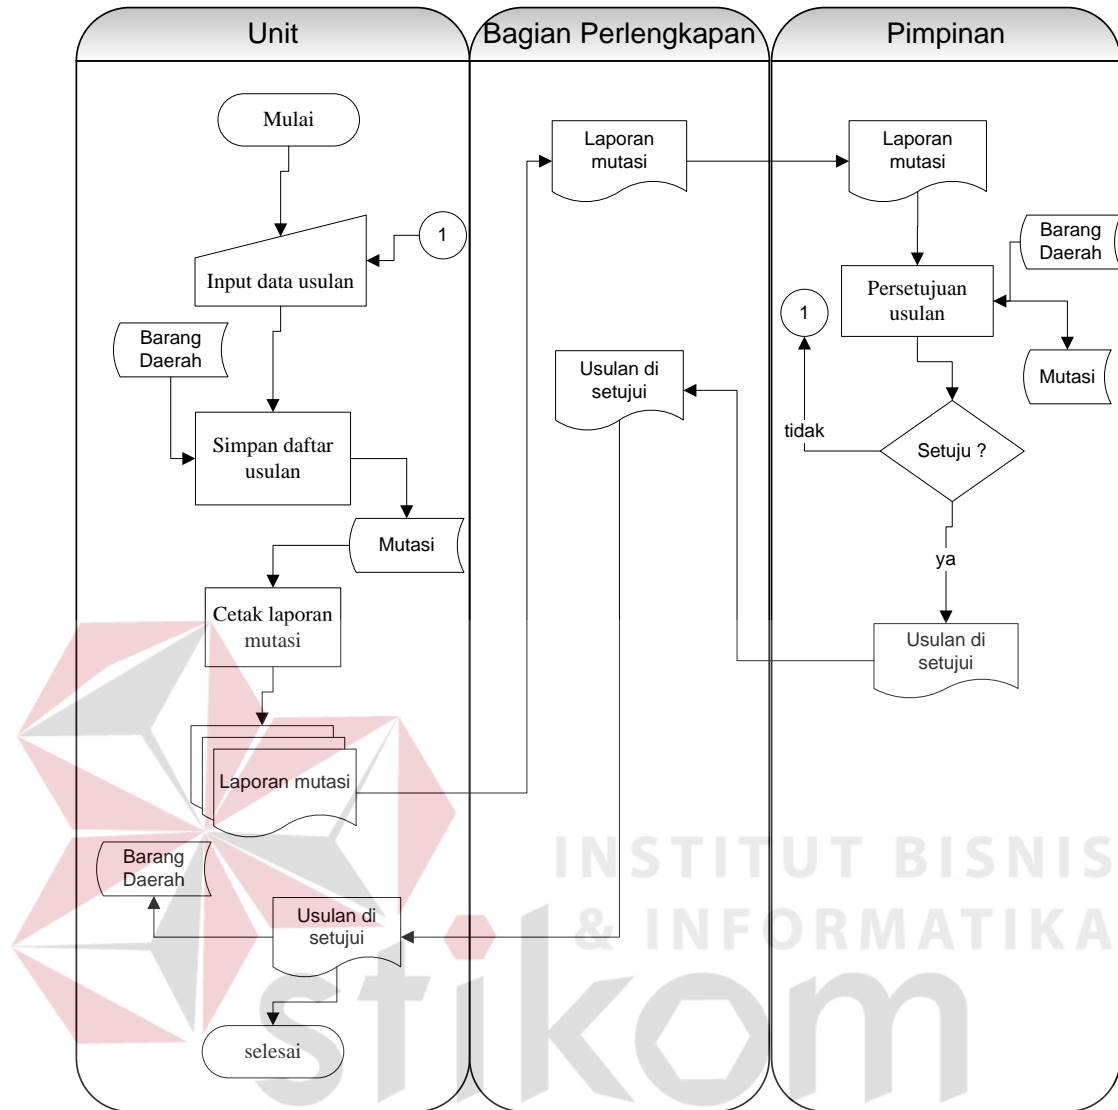 Unit
Bagian Perlengkapan
Pimpinan
Mulai
Input data usulan
1
Barang
Daerah
Simpan daftar
usulan
Mutasi
Cetak laporan
mutasi
Laporan mutasi
Barang
Daerah
Usulan di
setujui
selesai
Laporan
mutasi
Usulan di
setujui
Laporan
mutasi
Barang
Daerah
Persetujuan
usulan
1
Mutasi
tidak
Setuju ?
ya
Usulan di
setujui
INSTITUT BISNIS
& INFORMATIKA
stikom